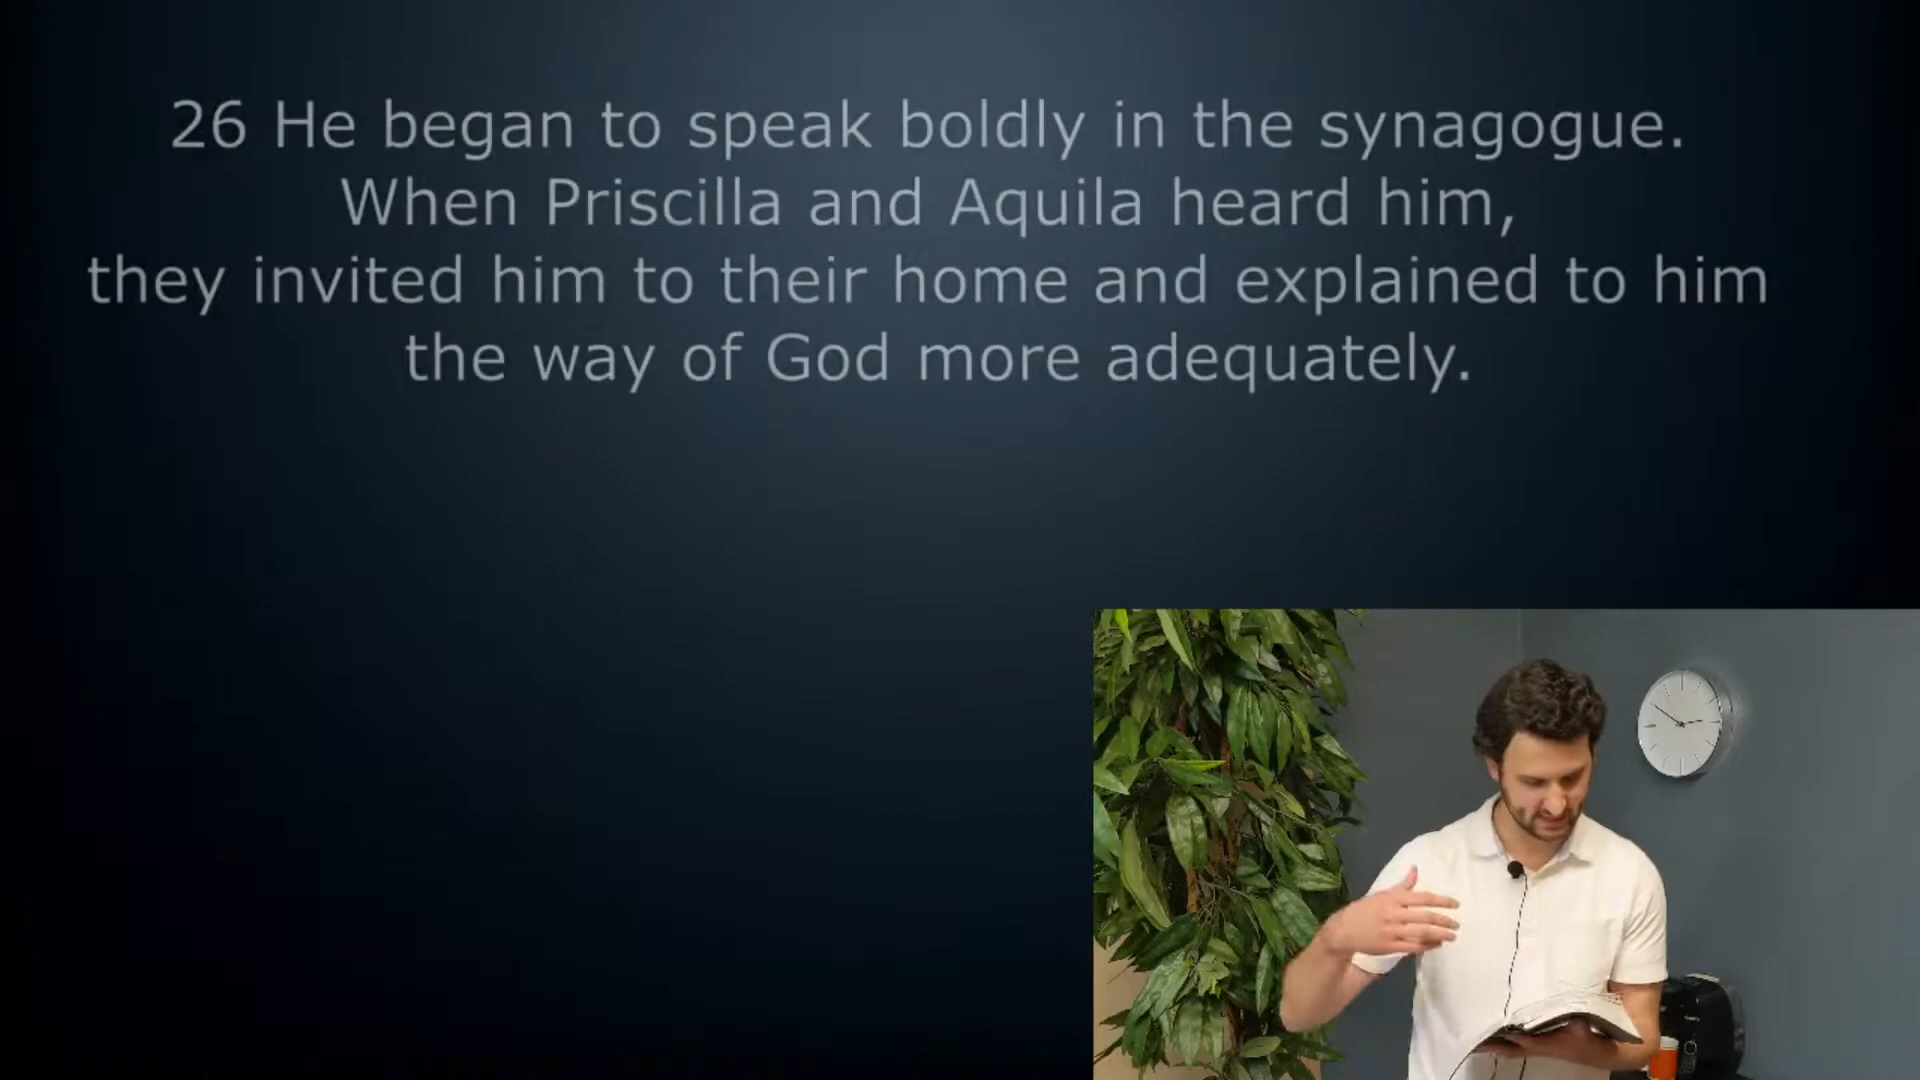 26 He began to speak boldly in the synagogue.
When Priscilla and Aquila heard him,
they invited him to their home and explained to him
the way of God more adequately.